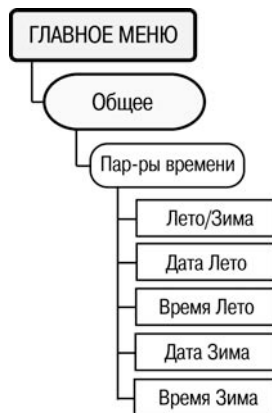 ГЛАВНОЕ МЕНЮ
Общее
Пар-ры времени
Лето/Зима
Дата Лето
Время Лето
Дата Зима
Время Зима